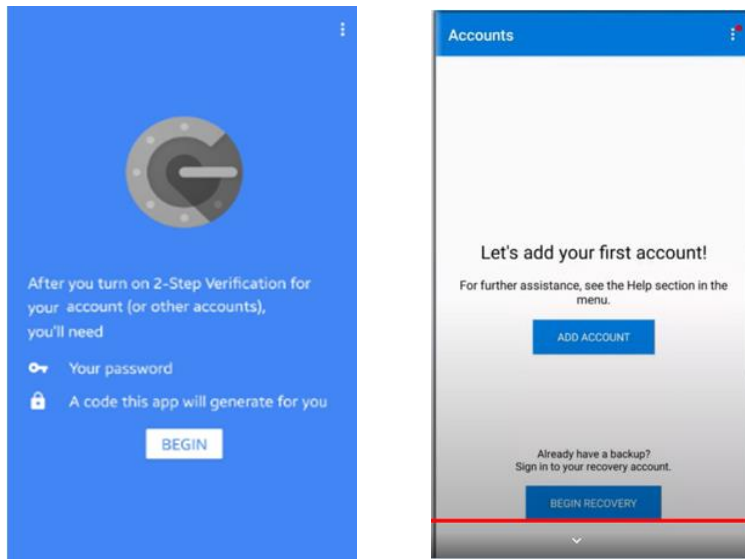 After you turn on 2-Step Verification for
your account (or other accounts),
you'll need
Your password
A code this app will generate for you
BEGIN
Accounts
Let's add your first account!
For further assistance, see the Help section in the
menu.
ADD ACCOUNT
Already have a backup?
Sign in to your recovery account.
BEGIN RECOVERY